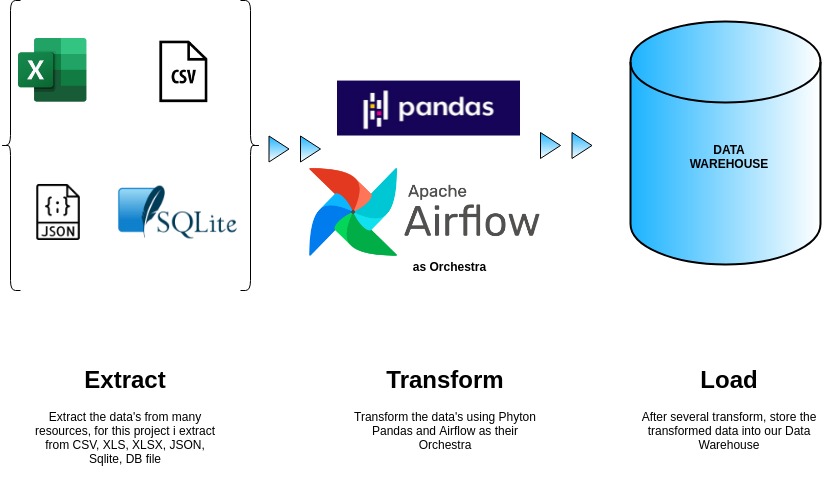 X
CSV
{:}
JSON
SQLite
pandas
Apache
Airflow
as Orchestra
DATA
WAREHOUSE
Extract
Extract the data's from many
resources, for this project i extract
from CSV, XLS, XLSX, JSON,
Sqlite, DB file
Transform
Transform the data's using Phyton
Pandas and Airflow as their
Orchestra
Load
After several transform, store the
transformed data into our Data
Warehouse